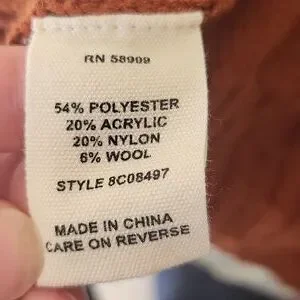 RN 58909
54% POLYESTER
20% ACRYLIC
20% NYLON
6% WOOL
STYLE 8C08497
MADE IN CHINA
CARE ON REVERSE